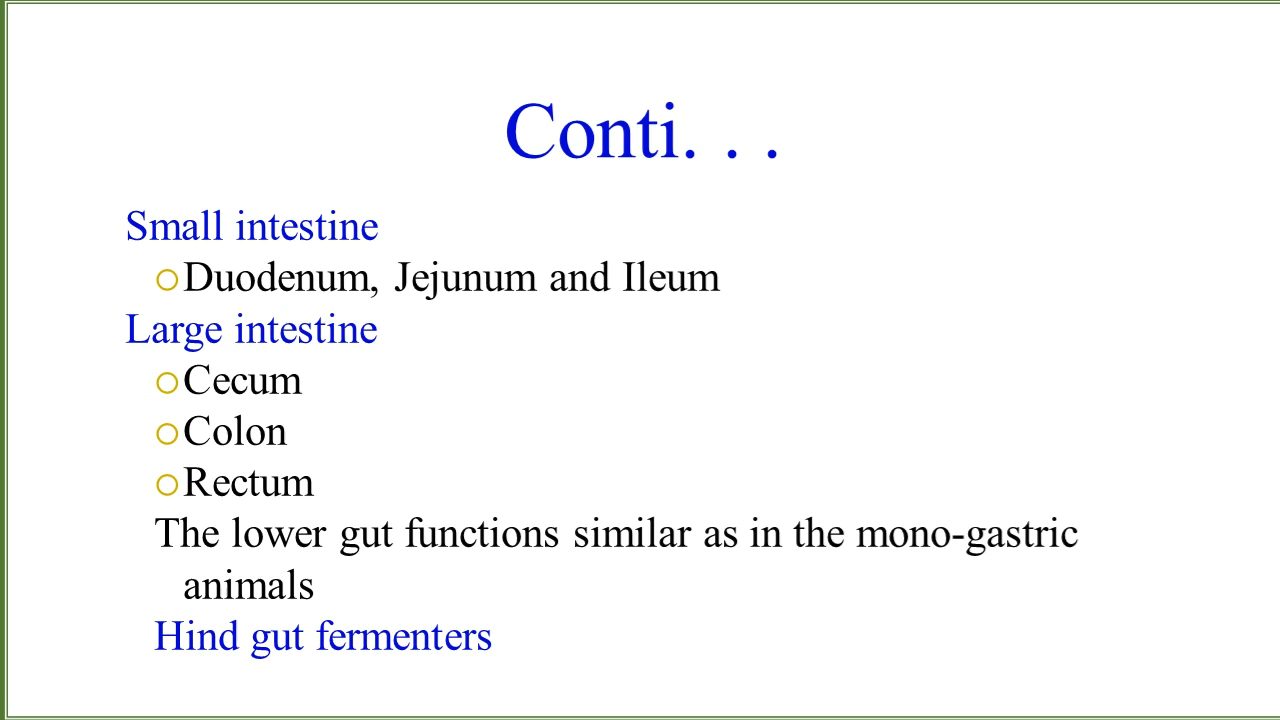 Conti. . .
Small intestine
Duodenum, Jejunum and Ileum
Large intestine
Cecum
Colon
Rectum
The lower gut functions similar as in the mono-gastric
animals
Hind gut fermenters